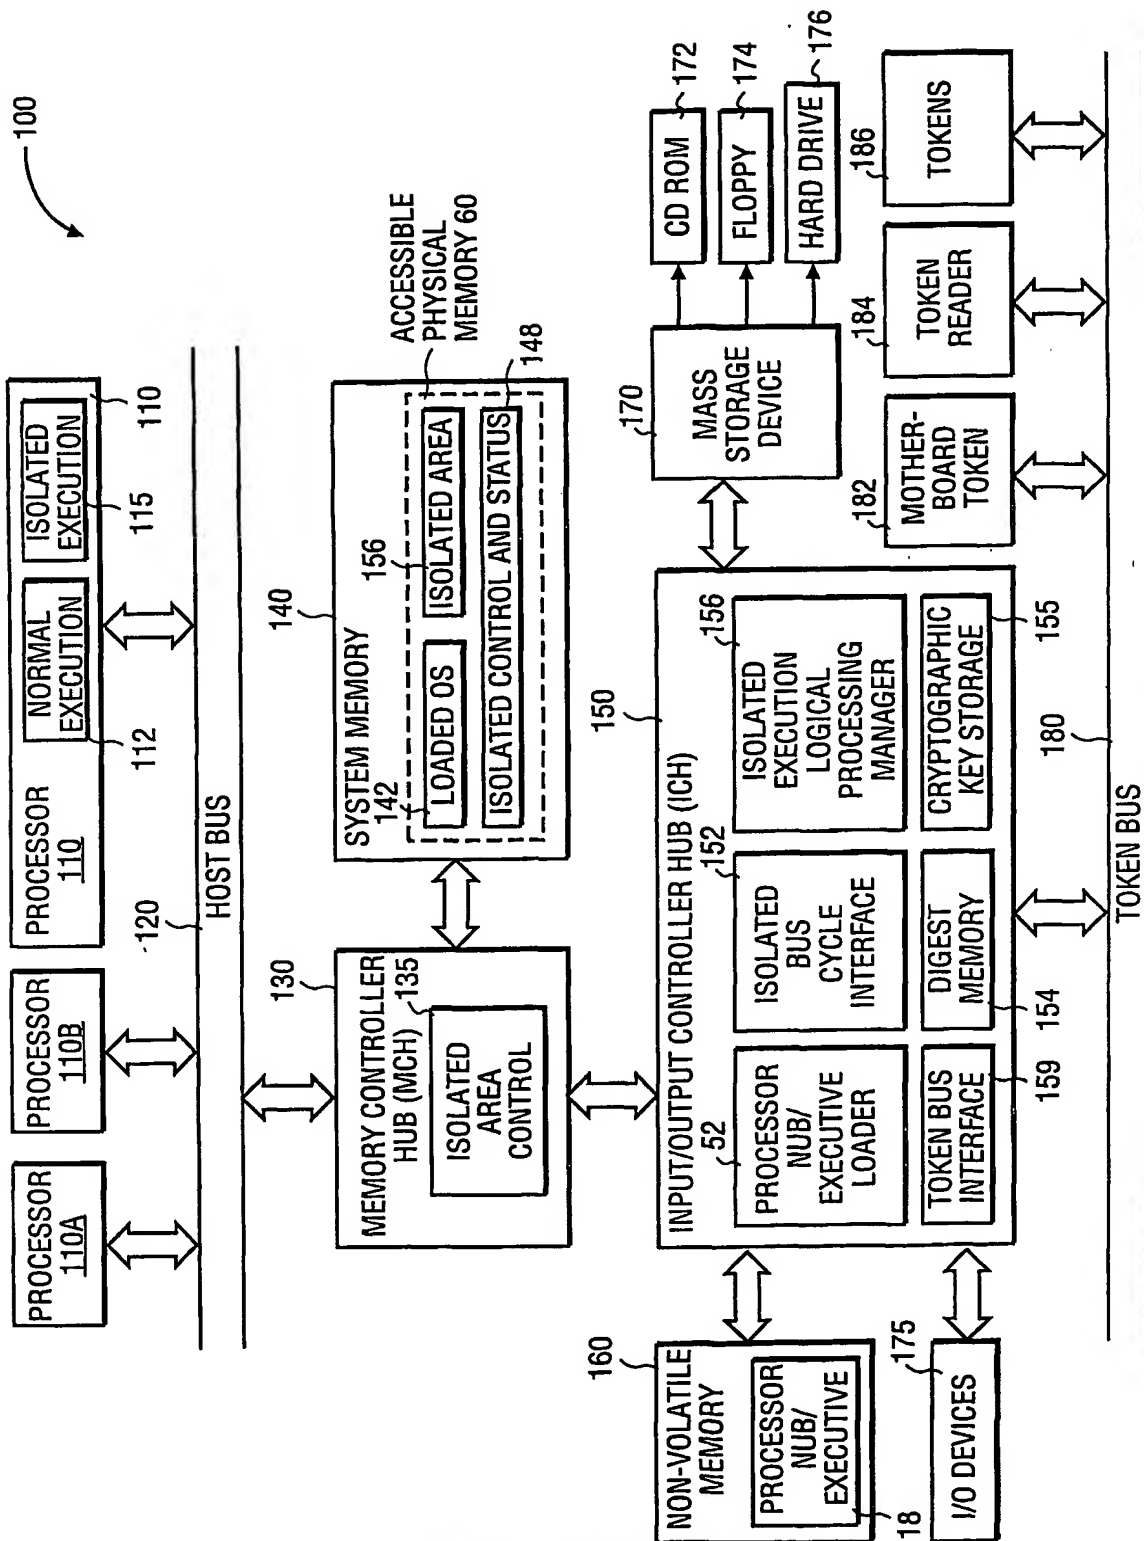 100
PROCESSOR
110A
PROCESSOR
110B
PROCESSOR
110
NORMAL
EXECUTION
112
ISOLATED
EXECUTION
115
110
120
HOST BUS
130
MEMORY CONTROLLER
HUB (MCH)
135
ISOLATED
AREA
CONTROL
140
SYSTEM MEMORY
142
LOADED OS
156
ISOLATED AREA
ISOLATED CONTROL AND STATUS
148
ACCESSIBLE
PHYSICAL
MEMORY 60
160
NON-VOLATILE
MEMORY
PROCESSOR
NUB/
EXECUTIVE
18
175
I/O DEVICES
150
INPUT/OUTPUT CONTROLLER HUB (ICH)
52
PROCESSOR
NUB/
EXECUTIVE
LOADER
152
ISOLATED
BUS
CYCLE
INTERFACE
156
ISOLATED
EXECUTION
LOGICAL
PROCESSING
MANAGER
TOKEN BUS
INTERFACE
159
DIGEST
MEMORY
154
CRYPTOGRAPHIC
KEY STORAGE
155
170
MASS
STORAGE
DEVICE
CD ROM
172
FLOPPY
174
HARD DRIVE
176
182
MOTHER-
BOARD
TOKEN
184
TOKEN
READER
186
TOKENS
180
TOKEN BUS